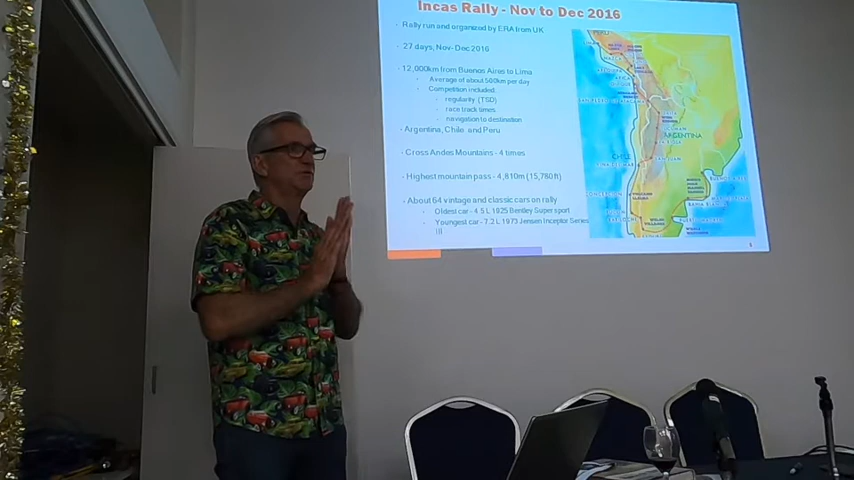 Incas Rally - Nov to Dec 2016
Rally run and organised by ERA from UK
27 days, Nov-Dec 2016
12,000km from Buenos Aires to Lima
Average of about 500km per day
Competition included
regularity (TSD)
race track times
navigation to destination
Argentina, Chile and Peru
Cross Andes Mountains - 4 times
Highest mountain pass - 4,810m (15,780ft)
About 64 vintage and classic cars on rally
Oldest car - 4.5 L 1925 Bentley Super Sport
Youngest car - 7.2 L 1973 Jensen Inceptor Series
III
PERU
ARGENTINA